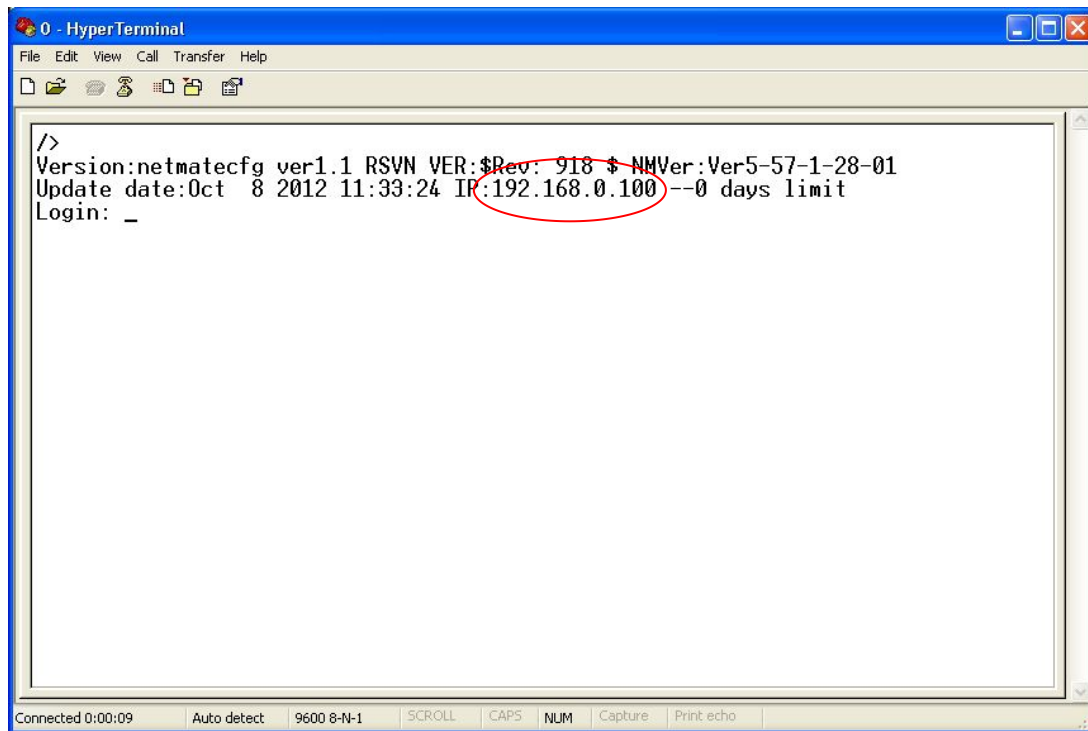 0 - HyperTerminal
File Edit View Call Transfer Help
/>
Version:netmatecfg ver1.1 RSVN VER:$Rev: 918 $ NMVer:Ver5-57-1-28-01
Update date:Oct  8 2012 11:33:24 IP:192.168.0.100 --0 days limit
Login: _
Connected 0:00:09 Auto detect 9600 8-N-1 SCROLL CAPS NUM Capture Print echo